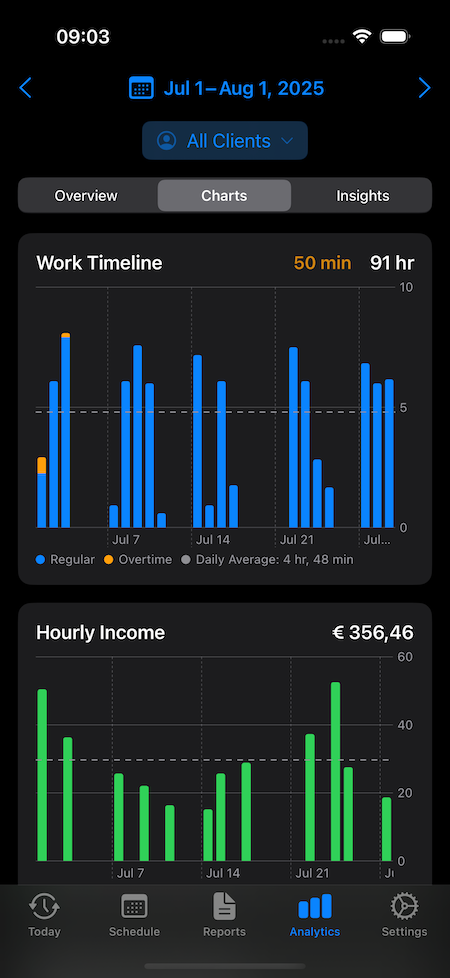 09:03
Jul 1–Aug 1, 2025
All Clients
Overview Charts Insights
Work Timeline 50 min 91 hr
10
5
0
Jul 7 Jul 14 Jul 21 Jul...
Regular Overtime Daily Average: 4 hr, 48 min
Hourly Income € 356,46
60
40
20
0
Jul 7 Jul 14 Jul 21
Today Schedule Reports Analytics Settings